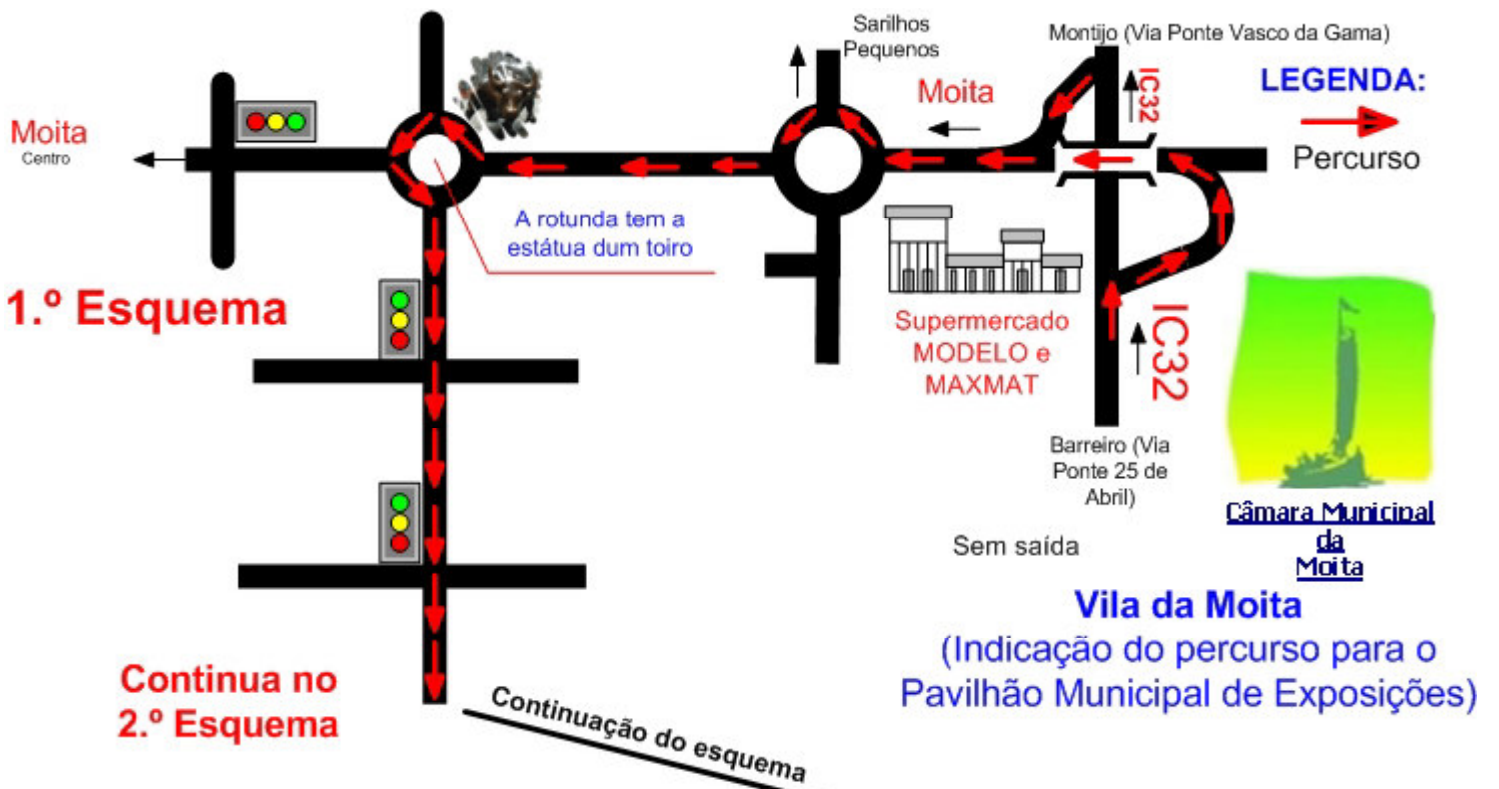 Sarilhos
Pequenos
Montijo (Via Ponte Vasco da Gama)
LEGENDA:
Percurso
IC32
Moita
Moita
Centro
A rotunda tem a
estátua dum toiro
1.º Esquema
Supermercado
MODELO e
MAXMAT
IC32
Barreiro (Via
Ponte 25 de
Abril)
Sem saída
Câmara Municipal
da
Moita
Vila da Moita
(Indicação do percurso para o
Pavilhão Municipal de Exposições)
Continua no
2.º Esquema
Continuação do esquema